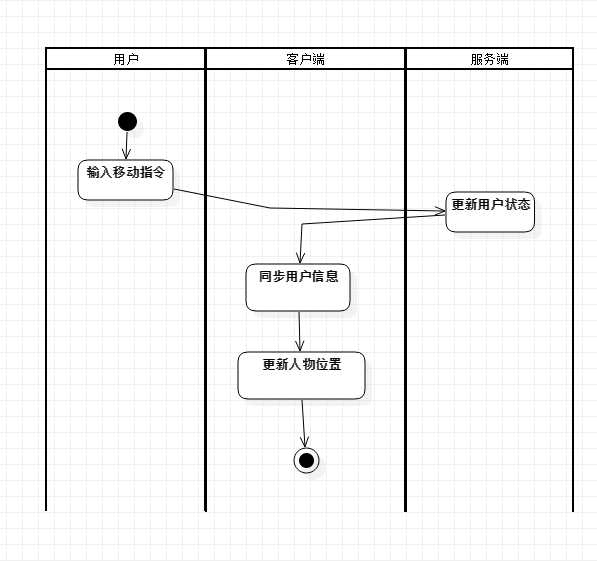 用户
客户端
服务端
输入移动指令
更新用户状态
同步用户信息
更新人物位置